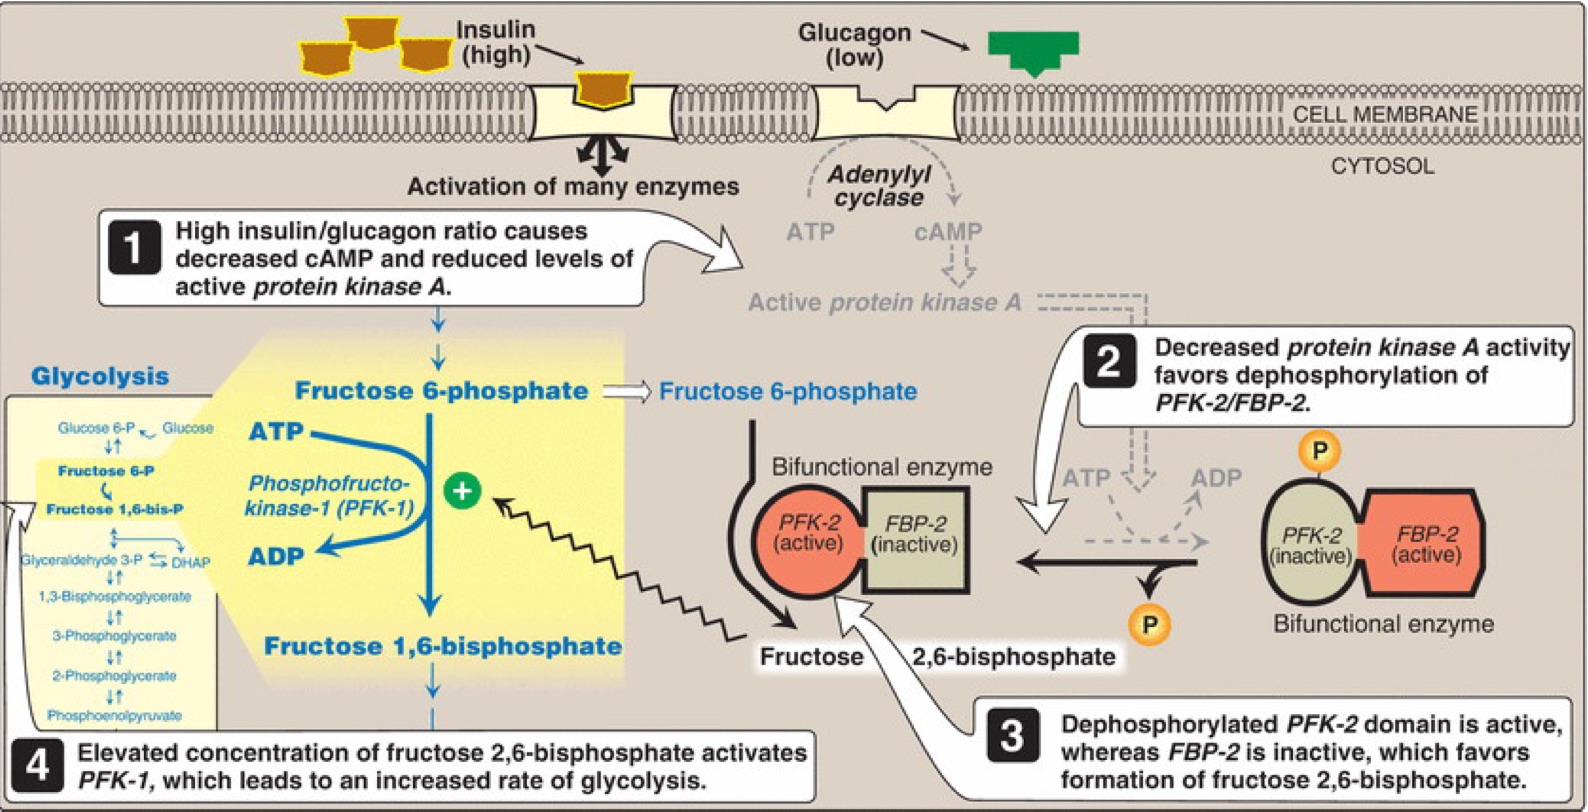 Insulin
(high)
Glucagon
(low)
CELL MEMBRANE
CYTOSOL
Activation of many enzymes
Adenylyl
cyclase
ATP
cAMP
Active protein kinase A
1
High insulin/glucagon ratio causes
decreased cAMP and reduced levels of
active protein kinase A.
2
Decreased protein kinase A activity
favors dephosphorylation of
PFK-2/FBP-2.
Glycolysis
Glucose 6-P
Glucose
Fructose 6-P
Fructose 1,6-bis-P
Glyceraldehyde 3-P
DHAP
1,3-Bisphosphoglycerate
3-Phosphoglycerate
2-Phosphoglycerate
Phosphoenolpyruvate
Fructose 6-phosphate
Fructose 6-phosphate
ATP
Phosphofructo-
kinase-1 (PFK-1)
ADP
+
Fructose 1,6-bisphosphate
Bifunctional enzyme
PFK-2
(active)
FBP-2
(inactive)
Fructose 2,6-bisphosphate
ATP
ADP
P
P
PFK-2
(inactive)
FBP-2
(active)
Bifunctional enzyme
3
Dephosphorylated PFK-2 domain is active,
whereas FBP-2 is inactive, which favors
formation of fructose 2,6-bisphosphate.
4
Elevated concentration of fructose 2,6-bisphosphate activates
PFK-1, which leads to an increased rate of glycolysis.